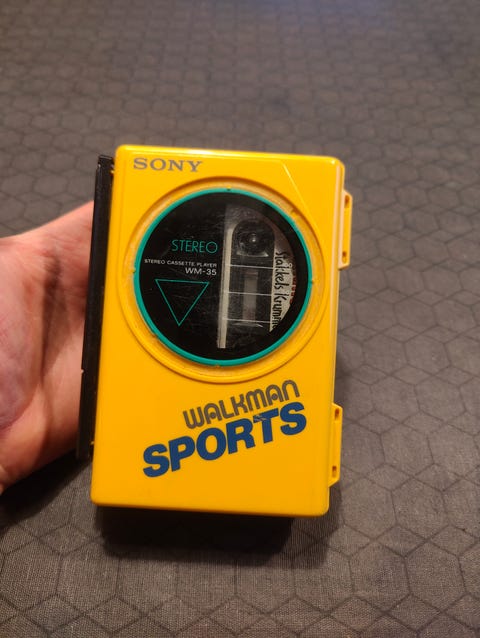 SONY
STEREO
STEREO CASSETTE PLAYER
WM-35
WALKMAN
SPORTS